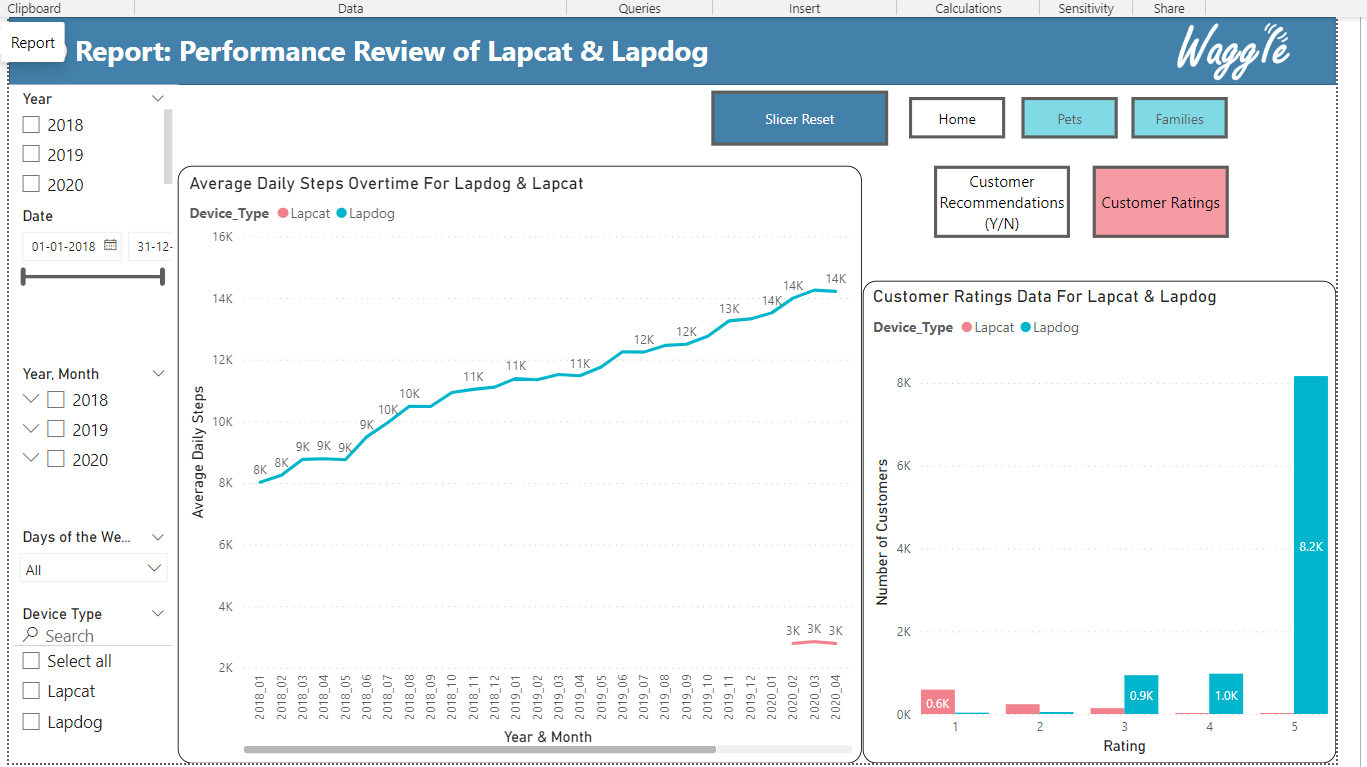 Clipboard
Data
Queries
Insert
Calculations
Sensitivity
Share
Report
Report: Performance Review of Lapcat & Lapdog
Waggle
Year
2018
2019
2020
Date
01-01-2018
31-12-
Year, Month
2018
2019
2020
Days of the We...
All
Device Type
Search
Select all
Lapcat
Lapdog
Slicer Reset
Home
Pets
Families
Customer
Recommendations
(Y/N)
Customer Ratings
Average Daily Steps Overtime For Lapdog & Lapcat
Device_Type Lapcat Lapdog
Average Daily Steps
16K
14K
12K
10K
8K
6K
4K
2K
8K 8K 9K 9K 9K 9K 10K 10K 11K 11K 11K 12K 12K 13K 14K 14K 14K
3K 3K 3K
2018_01
2018_02
2018_03
2018_04
2018_05
2018_06
2018_07
2018_08
2018_09
2018_10
2018_11
2018_12
2019_01
2019_02
2019_03
2019_04
2019_05
2019_06
2019_07
2019_08
2019_09
2019_10
2019_11
2019_12
2020_01
2020_02
2020_03
2020_04
Year & Month
Customer Ratings Data For Lapcat & Lapdog
Device_Type Lapcat Lapdog
Number of Customers
8K
6K
4K
2K
0K
0.6K 0.9K 1.0K 8.2K
1 2 3 4 5
Rating